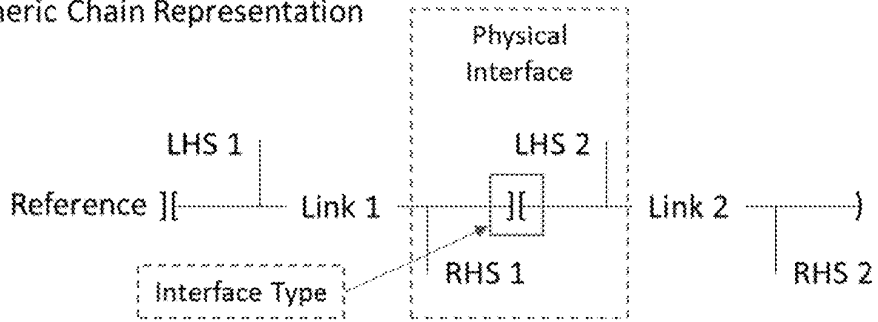 neric Chain Representation
Physical
Interface
LHS 1
LHS 2
Reference ][
Link 1
][
Link 2
)
RHS 1
RHS 2
Interface Type